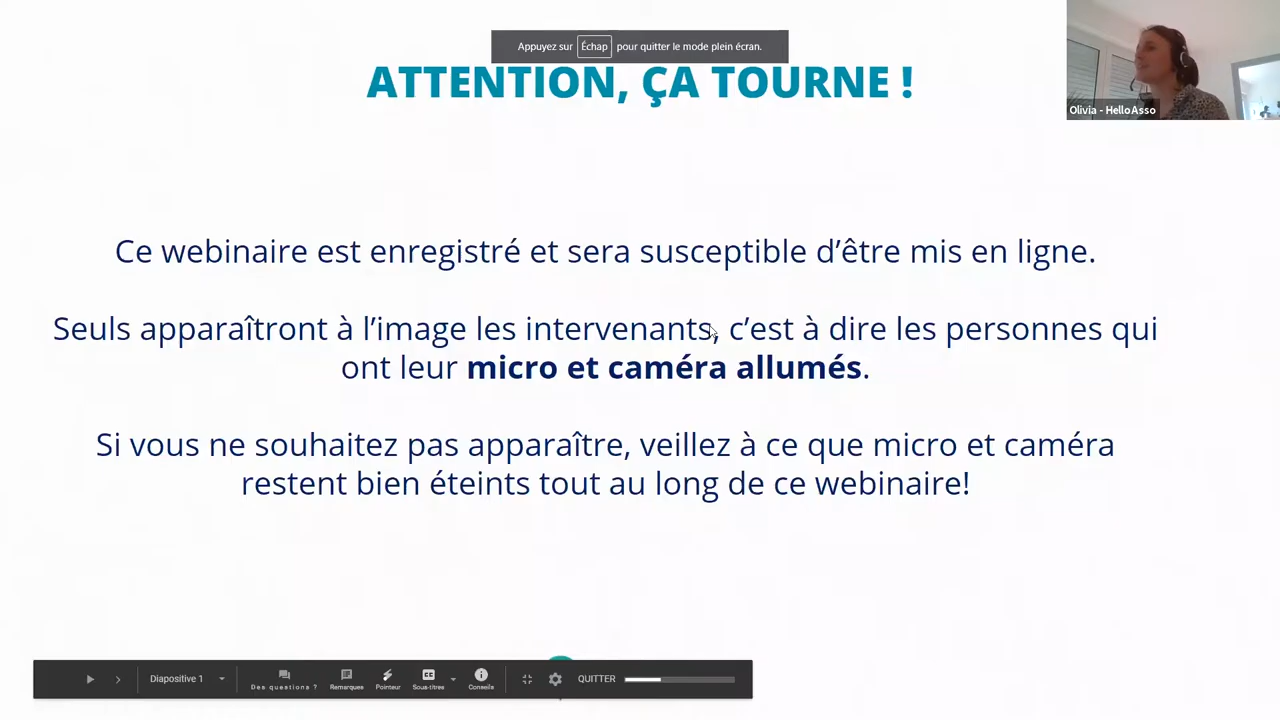 Appuyez sur Échap pour quitter le mode plein écran.
ATTENTION, ÇA TOURNE !
Olivia - HelloAsso
Ce webinaire est enregistré et sera susceptible d’être mis en ligne.
Seuls apparaîtront à l’image les intervenants, c’est à dire les personnes qui
ont leur micro et caméra allumés.
Si vous ne souhaitez pas apparaître, veillez à ce que micro et caméra
restent bien éteints tout au long de ce webinaire!
Diapositive 1
Des questions ?
Remarques
Pointeur
CC
Sous-titres
Conseils
QUITTER